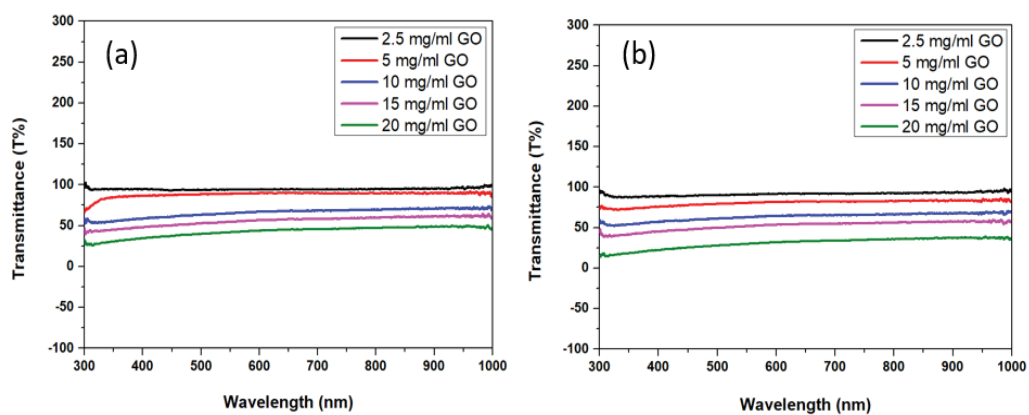 (a)
2.5 mg/ml GO
5 mg/ml GO
10 mg/ml GO
15 mg/ml GO
20 mg/ml GO
Transmittance (T%)
300
250
200
150
100
50
0
-50
-100
300 400 500 600 700 800 900 1000
Wavelength (nm)
(b)
2.5 mg/ml GO
5 mg/ml GO
10 mg/ml GO
15 mg/ml GO
20 mg/ml GO
Transmittance (T%)
300
250
200
150
100
50
0
-50
-100
300 400 500 600 700 800 900 1000
Wavelength (nm)